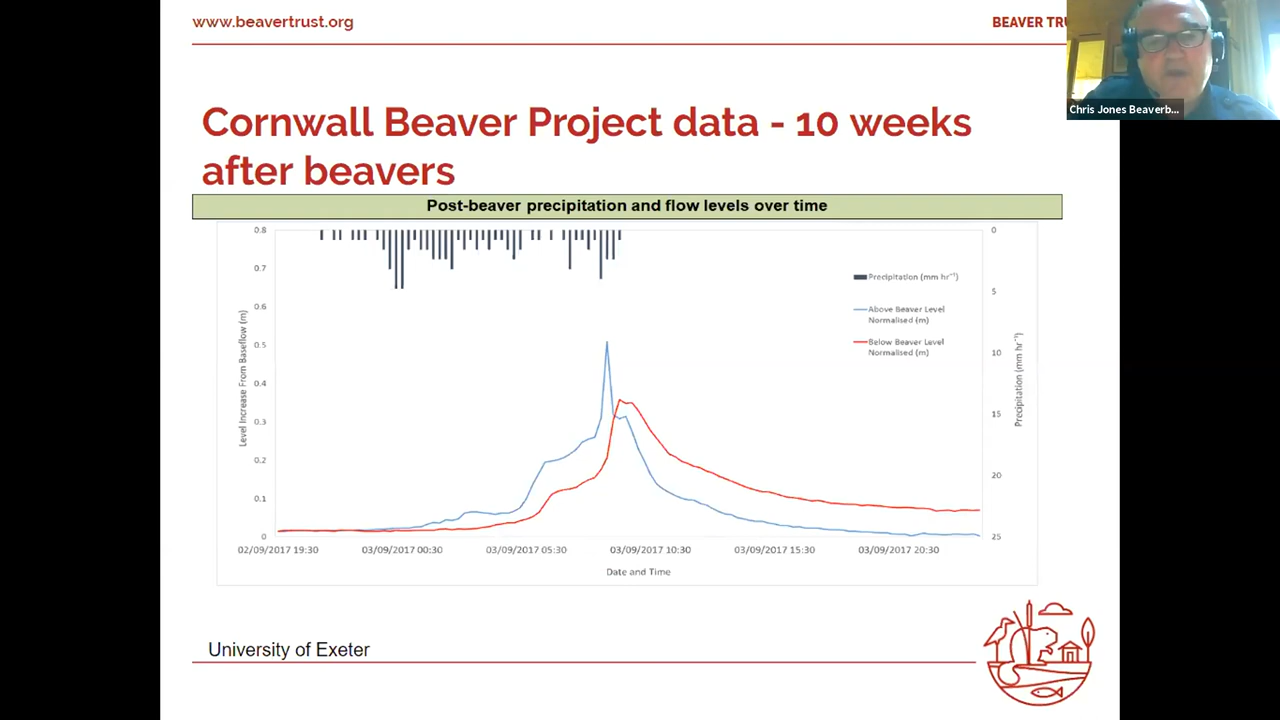 www.beavertrust.org
BEAVER TRU
Chris Jones Beaverb...
Cornwall Beaver Project data - 10 weeks
after beavers
Post-beaver precipitation and flow levels over time
0.8
0.7
0.6
0.5
0.4
0.3
0.2
0.1
0
Level Increase From Baseflow (m)
0
5
10
15
20
25
Precipitation (mm hr⁻¹)
Precipitation (mm hr⁻¹)
Above Beaver Level
Normalised (m)
Below Beaver Level
Normalised (m)
02/09/2017 19:30 03/09/2017 00:30 03/09/2017 05:30 03/09/2017 10:30 03/09/2017 15:30 03/09/2017 20:30
Date and Time
University of Exeter